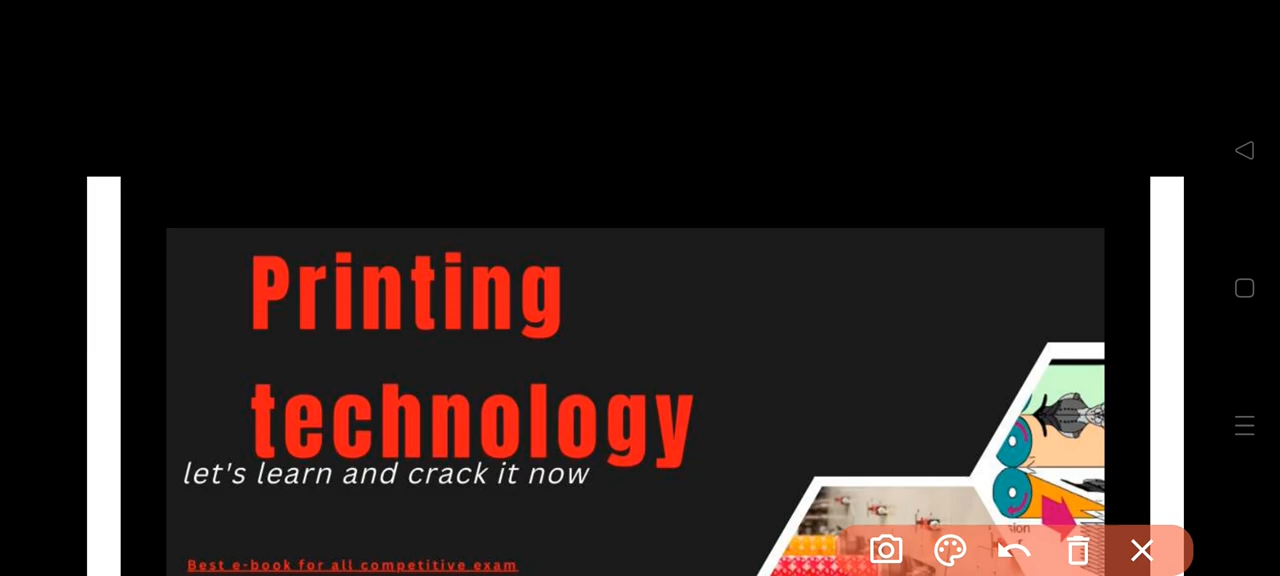 Printing
technology
let's learn and crack it now
Best e-book for all competitive exam